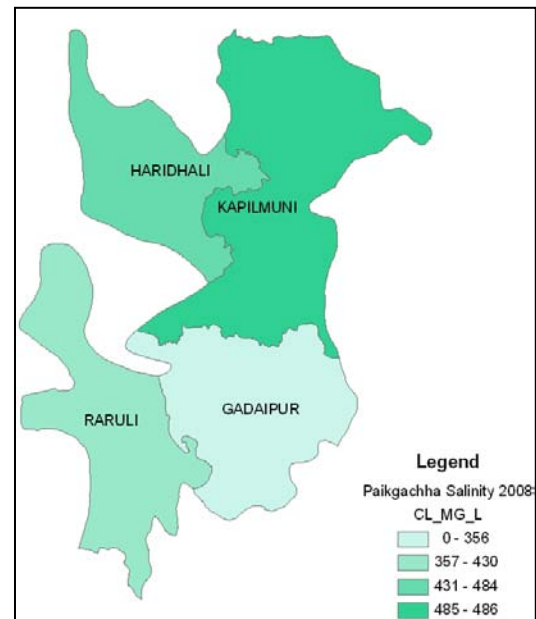 HARIDHALI
KAPILMUNI
RARULI
GADAIPUR
Legend
Paikgachha Salinity 2008
CL_MG_L
0 - 356
357 - 430
431 - 484
485 - 486